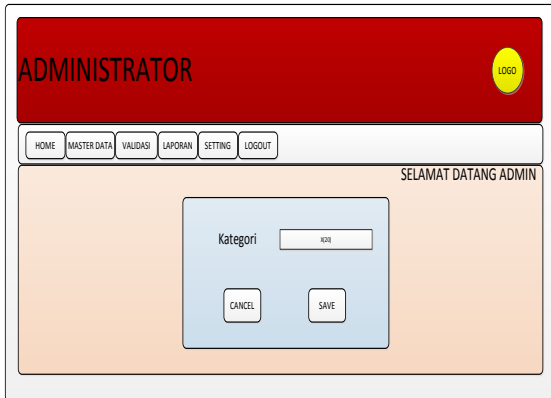 ADMINISTRATOR
LOGO
HOME MASTER DATA VALIDASI LAPORAN SETTING LOGOUT
SELAMAT DATANG ADMIN
Kategori X(20)
CANCEL SAVE